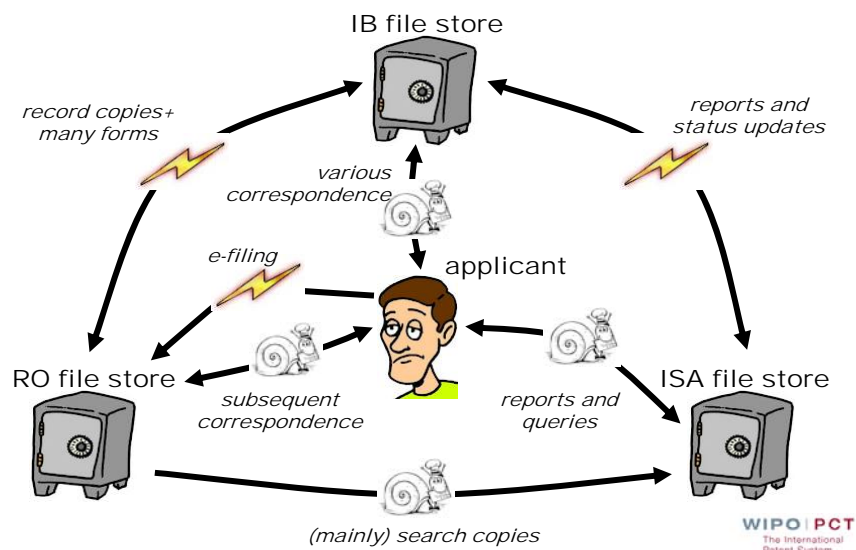 IB file store
record copies+
many forms
reports and
status updates
various
correspondence
e-filing
applicant
RO file store
ISA file store
subsequent
correspondence
reports and
queries
(mainly) search copies
WIPO | PCT
The International
Patent System